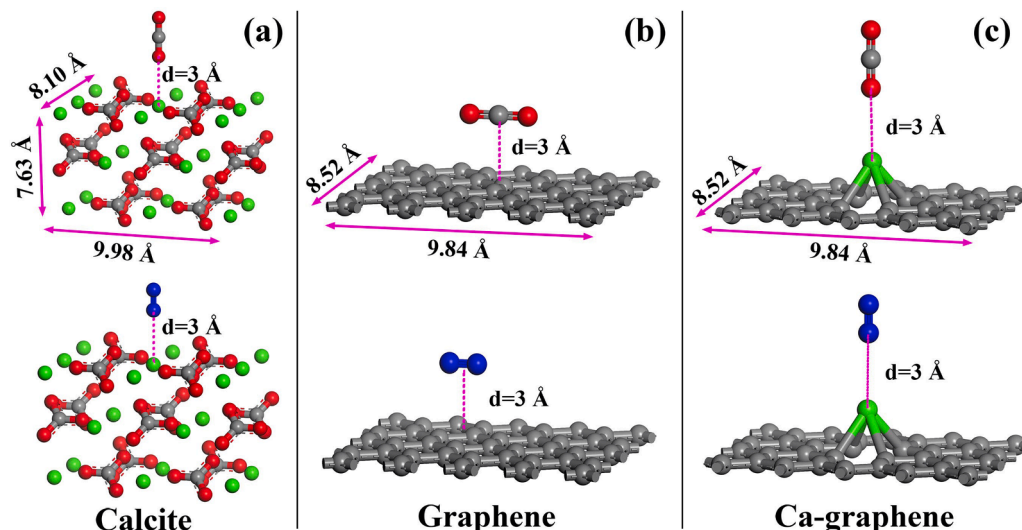 (a)
8.10 Å
d=3 Å
7.63 Å
9.98 Å
d=3 Å
Calcite
(b)
d=3 Å
8.52 Å
9.84 Å
d=3 Å
Graphene
(c)
d=3 Å
8.52 Å
9.84 Å
d=3 Å
Ca-graphene